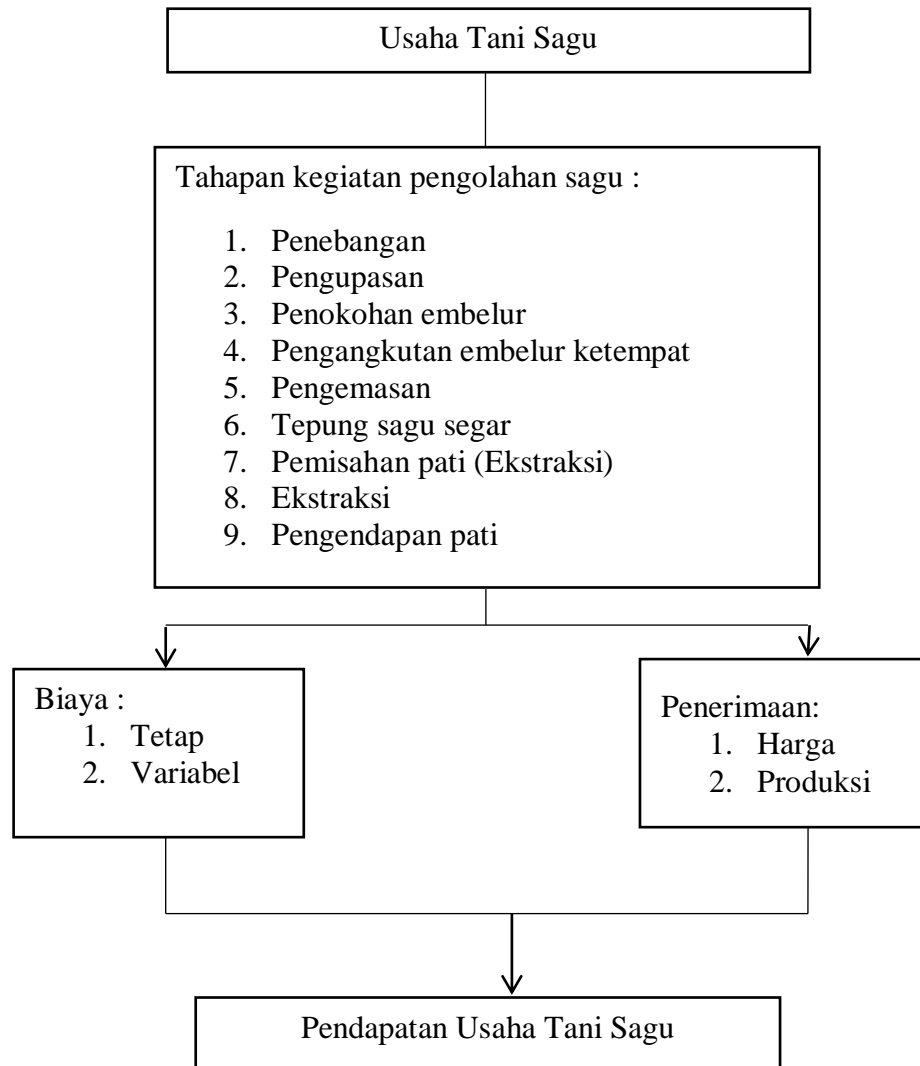 Usaha Tani Sagu
Tahapan kegiatan pengolahan sagu :
1. Penebangan
2. Pengupasan
3. Penokohan embelur
4. Pengangkutan embelur ketempat
5. Pengemasan
6. Tepung sagu segar
7. Pemisahan pati (Ekstraksi)
8. Ekstraksi
9. Pengendapan pati
Biaya :
1. Tetap
2. Variabel
Penerimaan:
1. Harga
2. Produksi
Pendapatan Usaha Tani Sagu